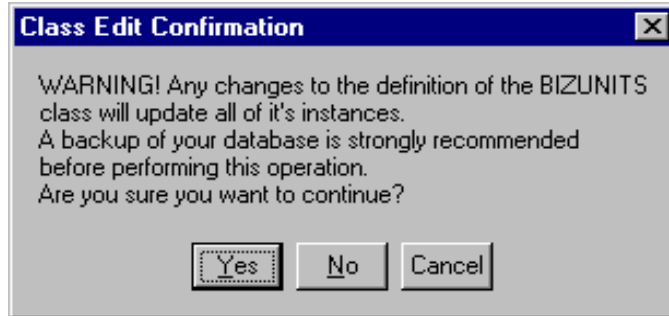 Class Edit Confirmation
WARNING! Any changes to the definition of the BIZUNITS
class will update all of it's instances.
A backup of your database is strongly recommended
before performing this operation.
Are you sure you want to continue?
Yes No Cancel